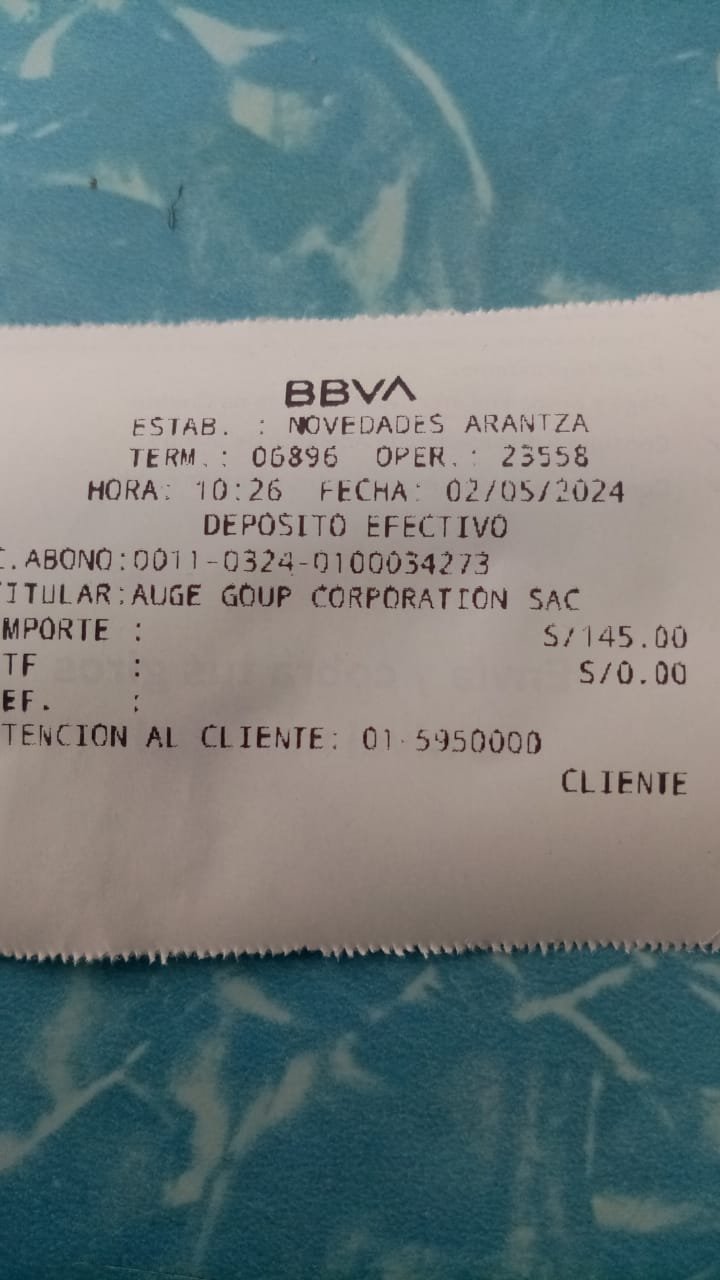 BBVA
ESTAB. : NOVEDADES ARANTZA
TERM.: 06896 OPER.: 23558
HORA: 10:26 FECHA: 02/05/2024
DEPOSITO EFECTIVO
.ABONO:0011-0324-0100034273
ITULAR:AUGE GOUP CORPORATION SAC
MPORTE : S/145.00
TF : S/0.00
EF. :
TENCION AL CLIENTE: 01-5950000
CLIENTE